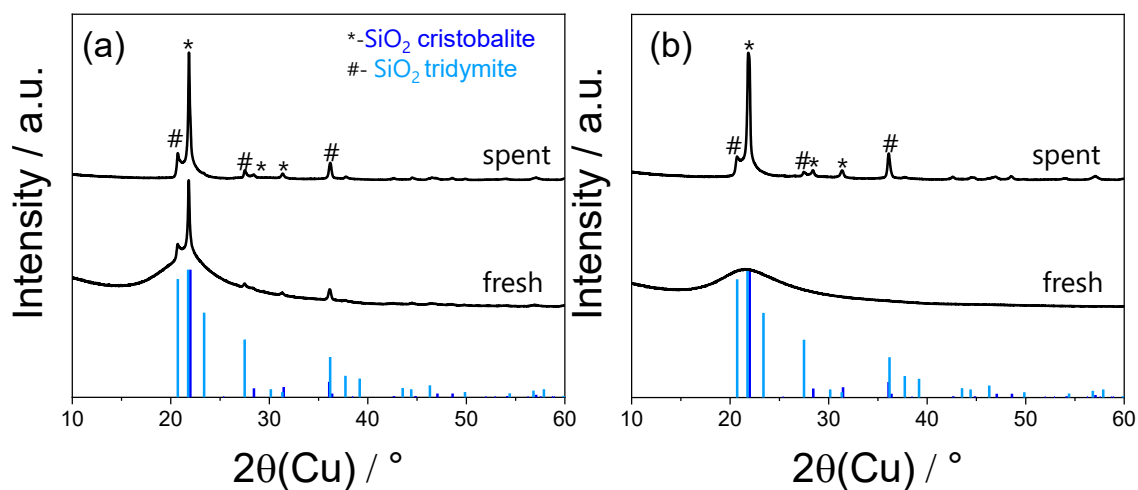 (a)
*
*-SiO₂ cristobalite
#- SiO₂ tridymite
#
# * * #
spent
fresh
Intensity / a.u.
10 20 30 40 50 60
2θ(Cu) / °
(b)
*
#
# * * #
spent
fresh
Intensity / a.u.
10 20 30 40 50 60
2θ(Cu) / °